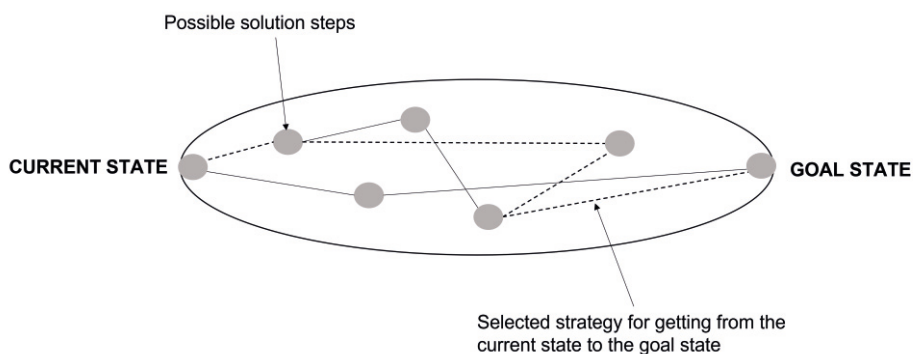 Possible solution steps
CURRENT STATE
GOAL STATE
Selected strategy for getting from the
current state to the goal state